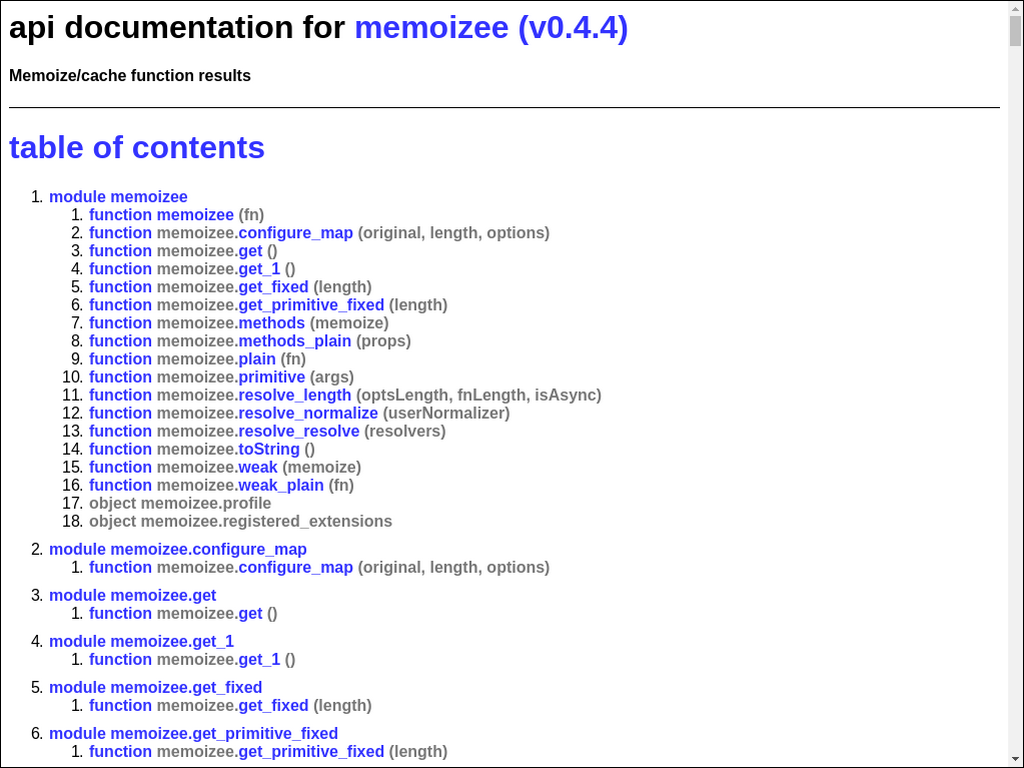 api documentation for memoizee (v0.4.4)
Memoize/cache function results
table of contents
1. module memoizee
1. function memoizee (fn)
2. function memoizee.configure_map (original, length, options)
3. function memoizee.get ()
4. function memoizee.get_1 ()
5. function memoizee.get_fixed (length)
6. function memoizee.get_primitive_fixed (length)
7. function memoizee.methods (memoize)
8. function memoizee.methods_plain (props)
9. function memoizee.plain (fn)
10. function memoizee.primitive (args)
11. function memoizee.resolve_length (optsLength, fnLength, isAsync)
12. function memoizee.resolve_normalize (userNormalizer)
13. function memoizee.resolve_resolve (resolvers)
14. function memoizee.toString ()
15. function memoizee.weak (memoize)
16. function memoizee.weak_plain (fn)
17. object memoizee.profile
18. object memoizee.registered_extensions
2. module memoizee.configure_map
1. function memoizee.configure_map (original, length, options)
3. module memoizee.get
1. function memoizee.get ()
4. module memoizee.get_1
1. function memoizee.get_1 ()
5. module memoizee.get_fixed
1. function memoizee.get_fixed (length)
6. module memoizee.get_primitive_fixed
1. function memoizee.get_primitive_fixed (length)